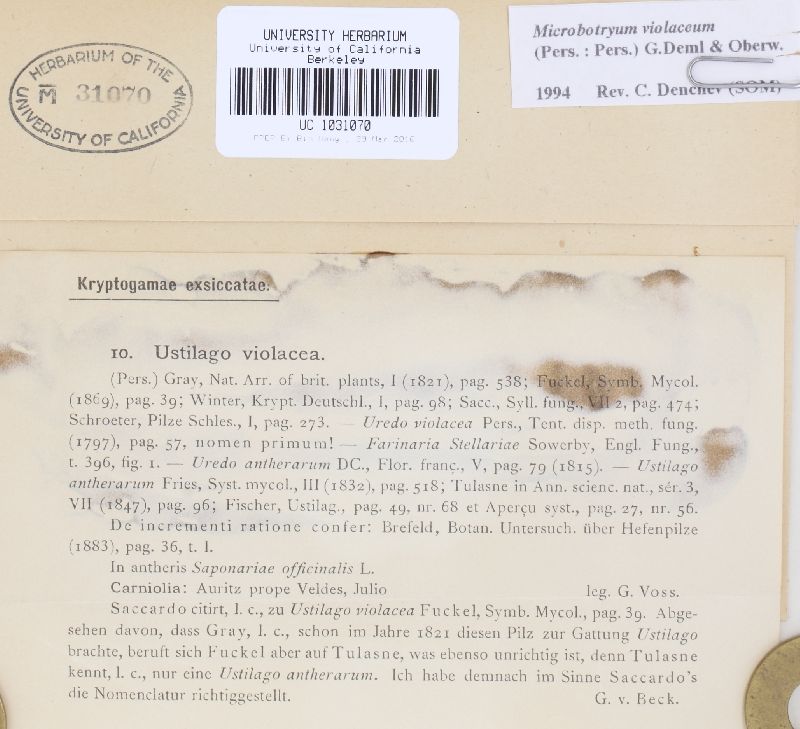 HERBARIUM OF THE
M 31070
UNIVERSITY OF CALIFORNIA
UNIVERSITY HERBARIUM
University of California
Berkeley
UC 1031070
Microbotryum violaceum
(Pers. : Pers.) G.Deml & Oberw.
1994 Rev. C. Denchev (SOM)
Kryptogamae exsiccatae.
10. Ustilago violacea.
(Pers.) Gray, Nat. Arr. of brit. plants, I (1821), pag. 538; Fuckel, Symb. Mycol.
(1869), pag. 39; Winter, Krypt. Deutschl., I, pag. 98; Sacc., Syll. fung., VII 2, pag. 474;
Schroeter, Pilze Schles., I, pag. 273. — Uredo violacea Pers., Tent. disp. meth. fung.
(1797), pag. 57, nomen primum! — Farinaria Stellariae Sowerby, Engl. Fung.,
t. 396, fig. 1. — Uredo antherarum DC., Flor. franç., V, pag. 79 (1815). — Ustilago
antherarum Fries, Syst. mycol., III (1832), pag. 518; Tulasne in Ann. scienc. nat., sér. 3,
VII (1847), pag. 96; Fischer, Ustilag., pag. 49, nr. 68 et Aperçu syst., pag. 27, nr. 56.
De incrementi ratione confer: Brefeld, Botan. Untersuch. über Hefenpilze
(1883), pag. 36, t. I.
In antheris Saponariae officinalis L.
Carniolia: Auritz prope Veldes, Julio leg. G. Voss.
Saccardo citirt, l. c., zu Ustilago violacea Fuckel, Symb. Mycol., pag. 39. Abge-
sehen davon, dass Gray, l. c., schon im Jahre 1821 diesen Pilz zur Gattung Ustilago
brachte, beruft sich Fuckel aber auf Tulasne, was ebenso unrichtig ist, denn Tulasne
kennt, l. c., nur eine Ustilago antherarum. Ich habe demnach im Sinne Saccardo's
die Nomenclatur richtiggestellt. G. v. Beck.